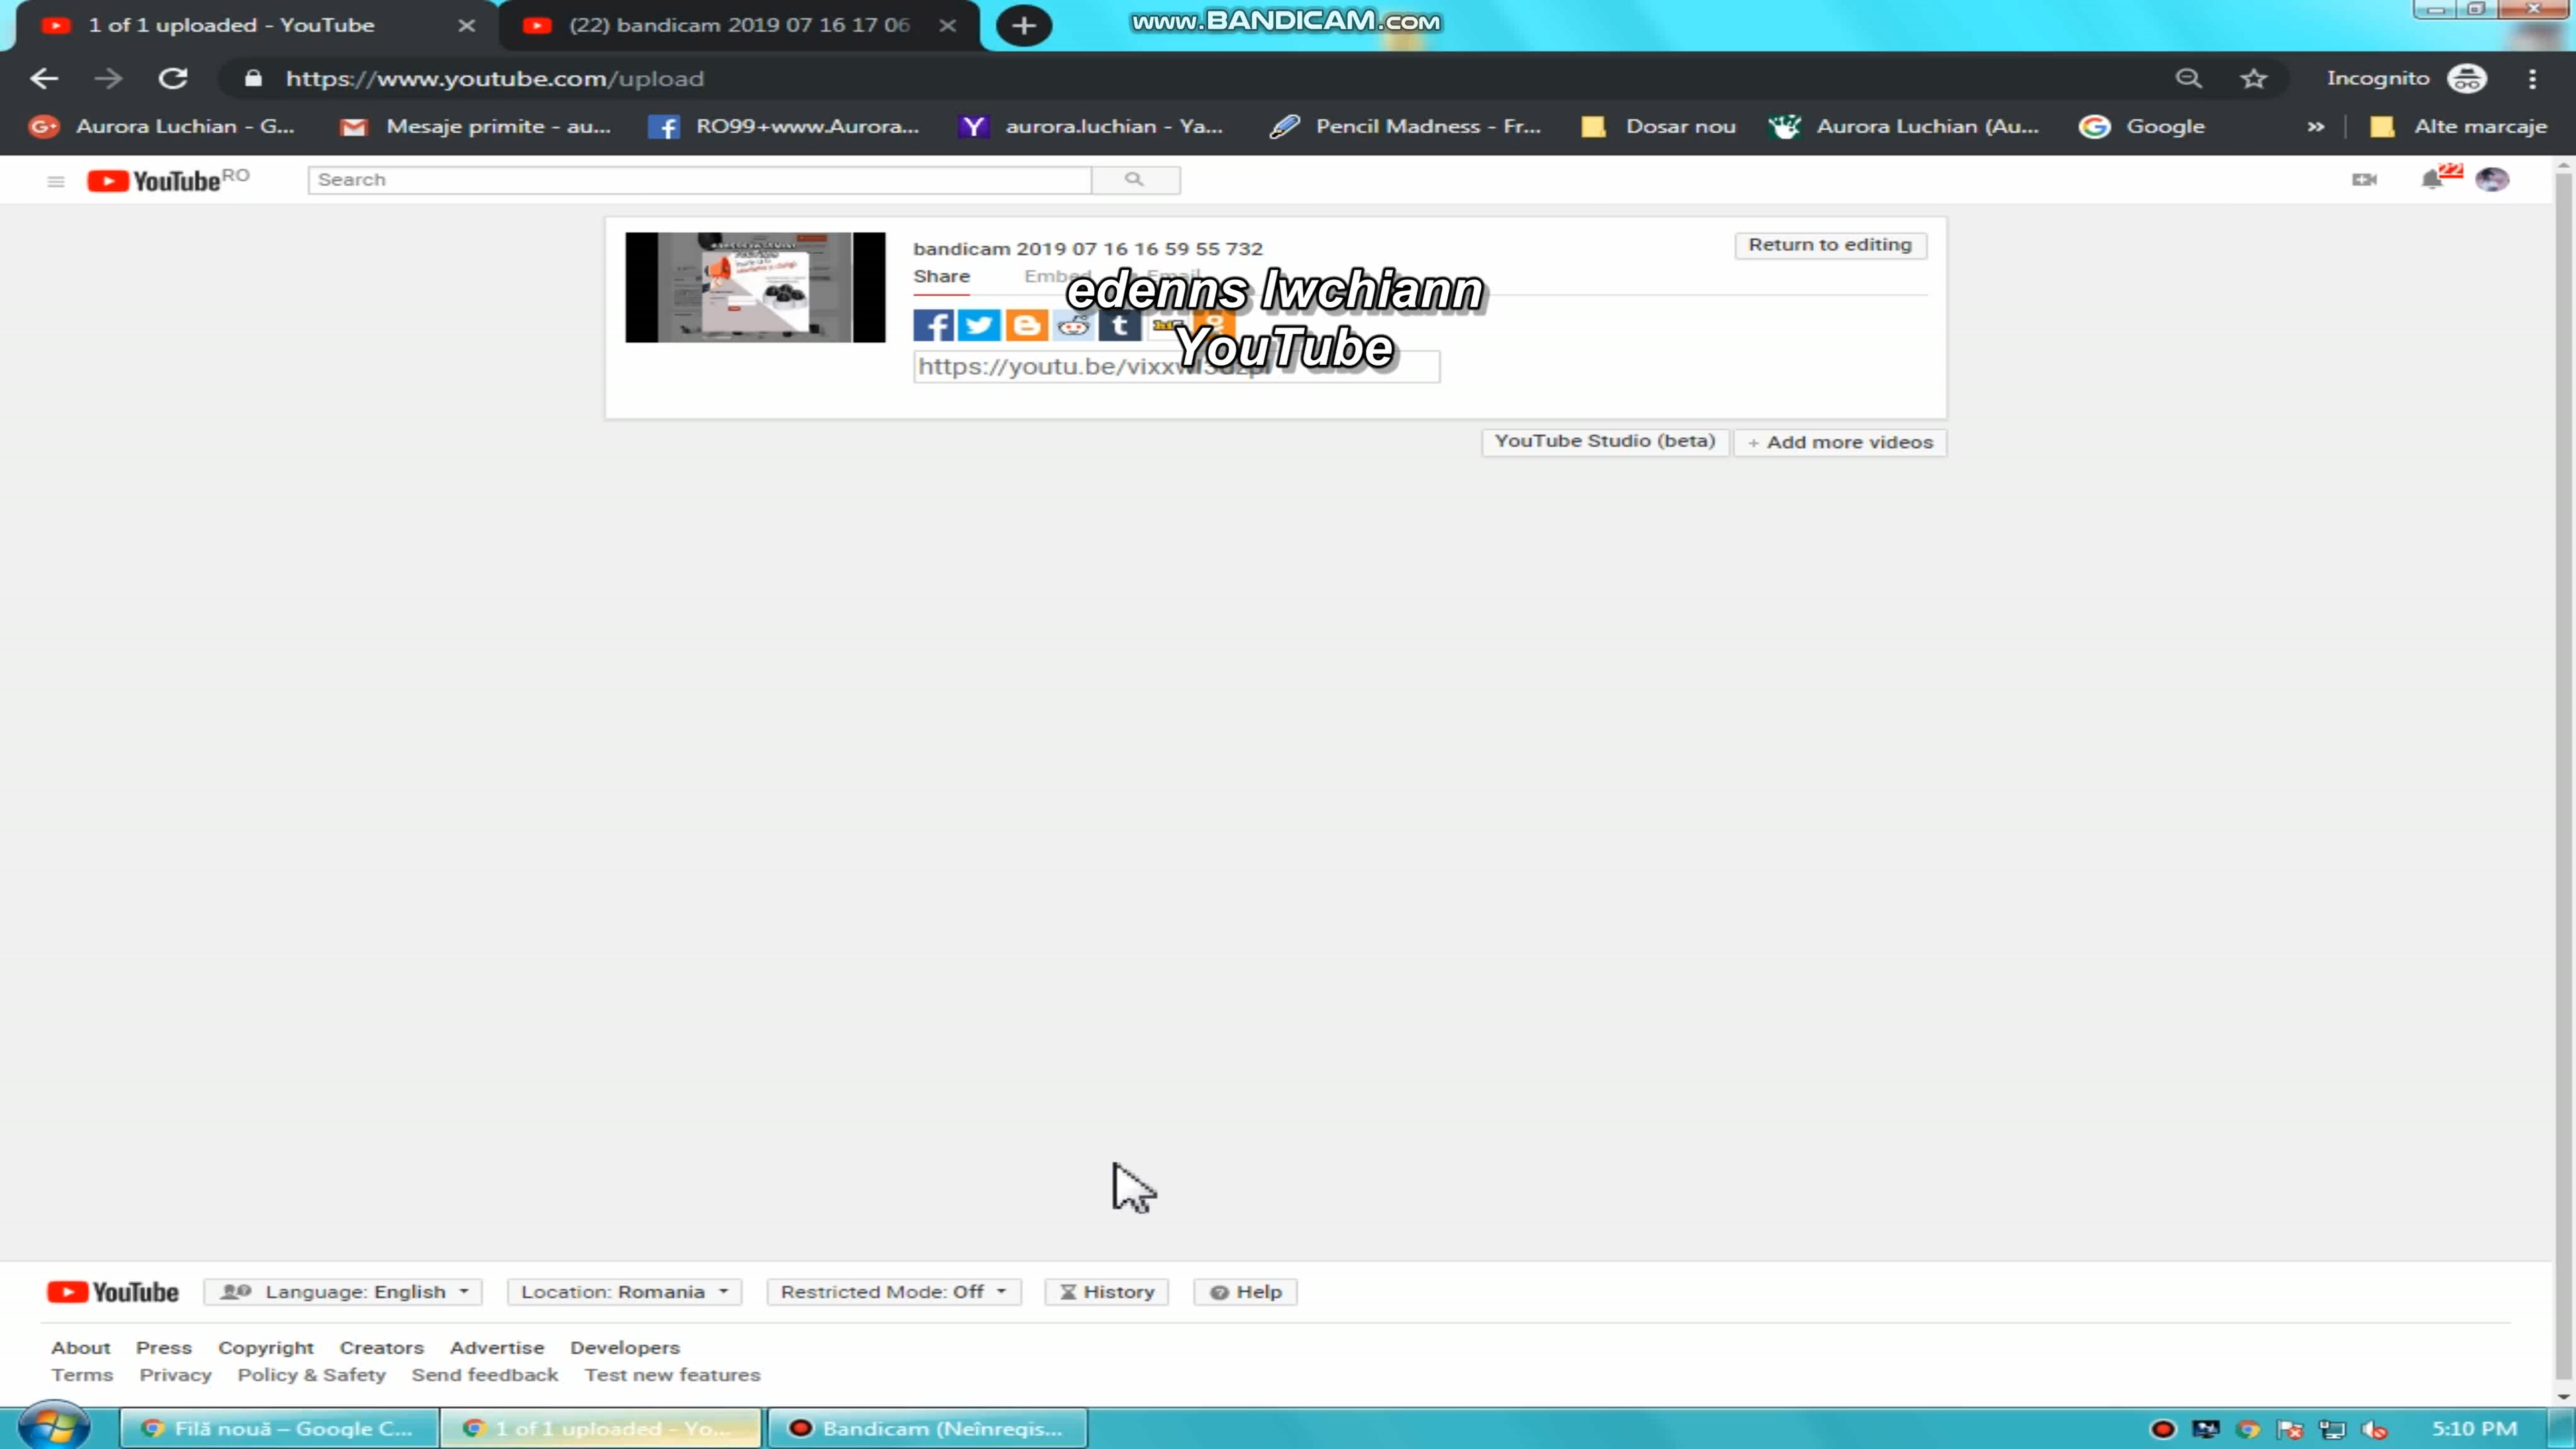 1 of 1 uploaded - YouTube
(22) bandicam 2019 07 16 17 06
www.BANDICAM.com
https://www.youtube.com/upload
Incognito
Aurora Luchian - G...
Mesaje primite - au...
RO99+www.Aurora...
aurora.luchian - Ya...
Pencil Madness - Fr...
Dosar nou
Aurora Luchian (Au...
Google
»
Alte marcaje
YouTube RO
Search
22
bandicam 2019 07 16 16 59 55 732
Return to editing
Share
Embed
Email
edenns lwchiann
YouTube
YouTube Studio (beta)
+ Add more videos
YouTube
Language: English
Location: Romania
Restricted Mode: Off
History
Help
About Press Copyright Creators Advertise Developers
Terms Privacy Policy & Safety Send feedback Test new features
Filă nouă – Google C...
1 of 1 uploaded - Yo...
Bandicam (Neînregis...
5:10 PM